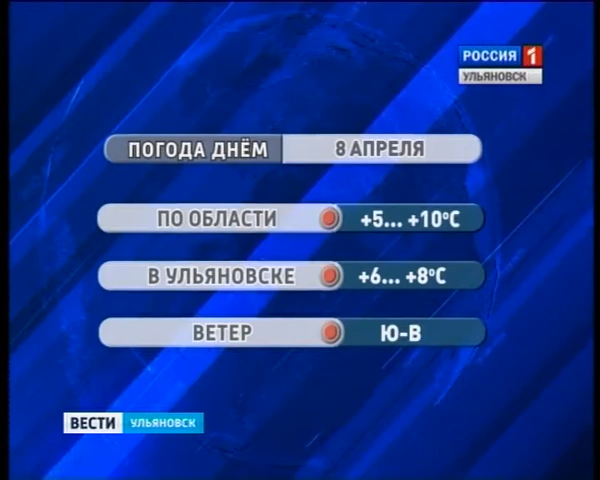 РОССИЯ 1
УЛЬЯНОВСК
ПОГОДА ДНЁМ 8 АПРЕЛЯ
ПО ОБЛАСТИ +5... +10°C
В УЛЬЯНОВСКЕ +6... +8°C
ВЕТЕР Ю-В
ВЕСТИ УЛЬЯНОВСК